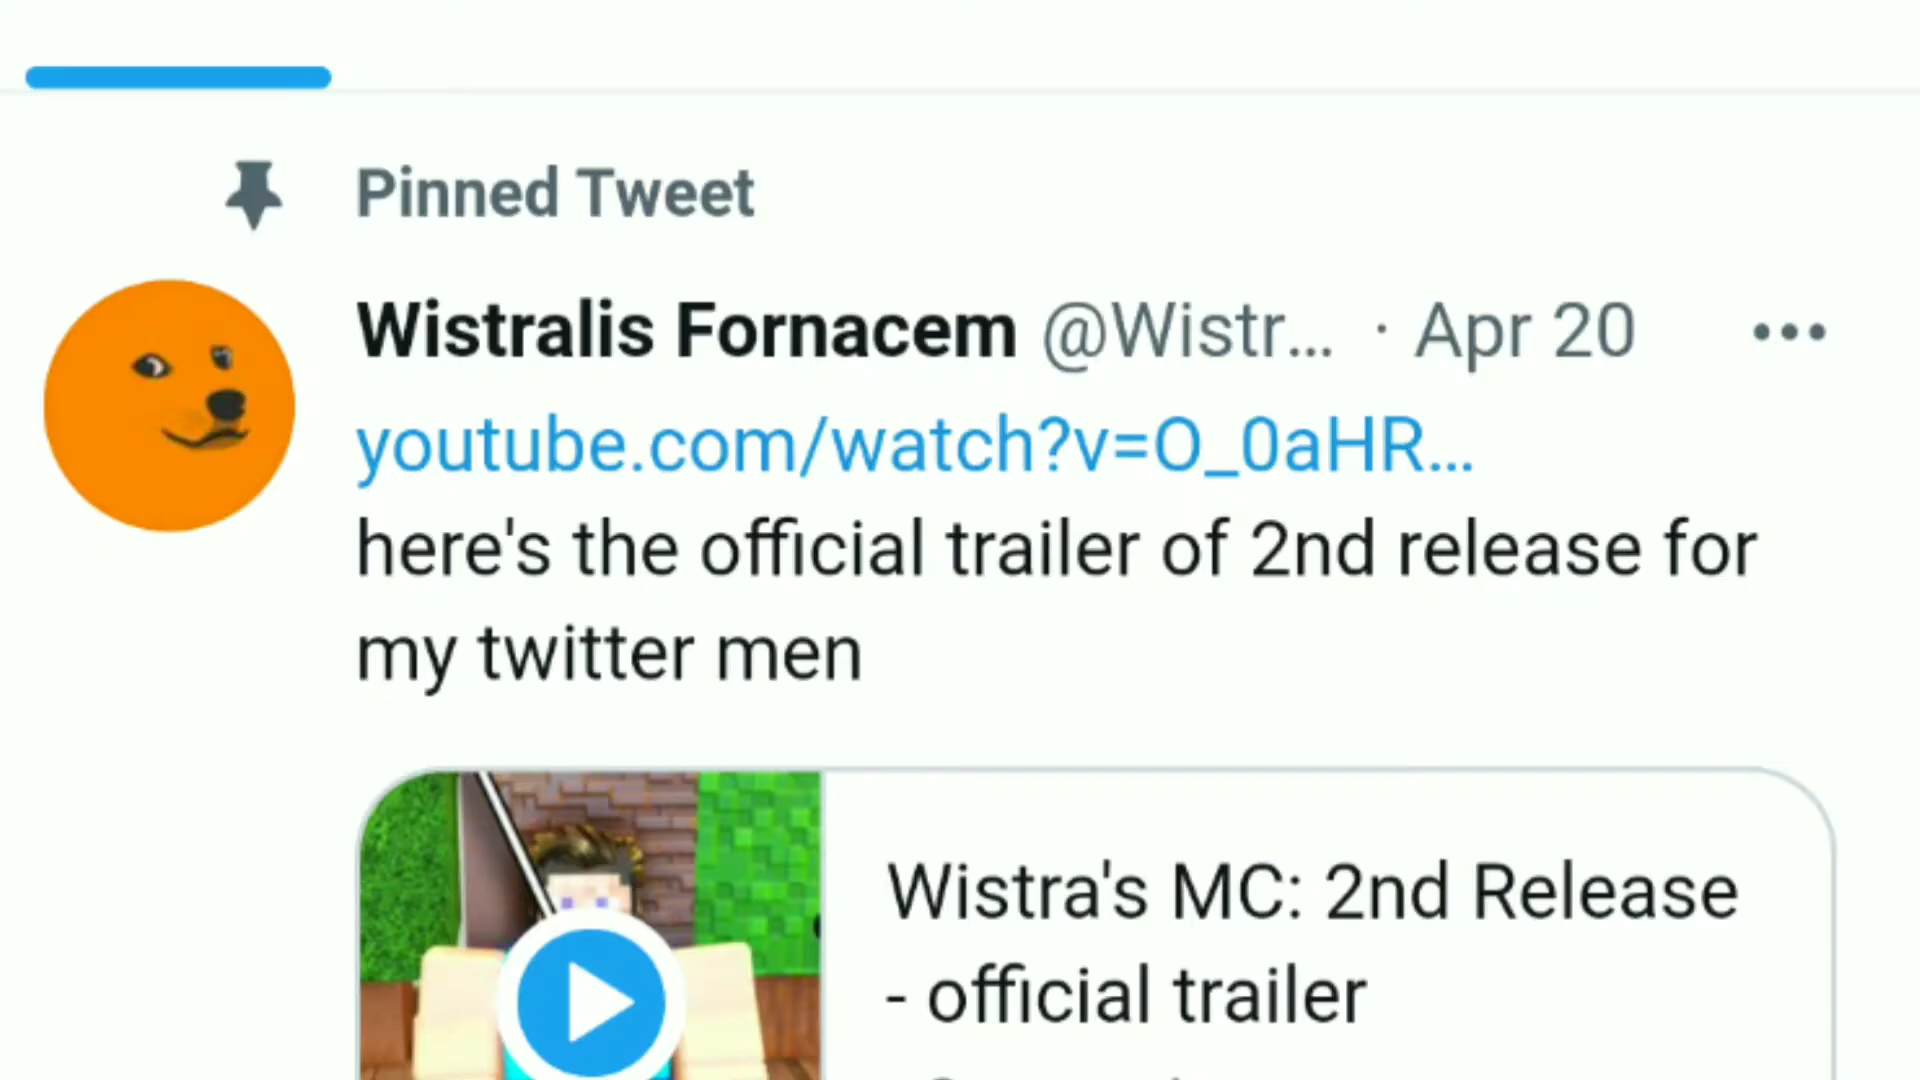 Pinned Tweet
Wistralis Fornacem @Wistr... · Apr 20
youtube.com/watch?v=O_0aHR...
here's the official trailer of 2nd release for
my twitter men
Wistra's MC: 2nd Release
- official trailer